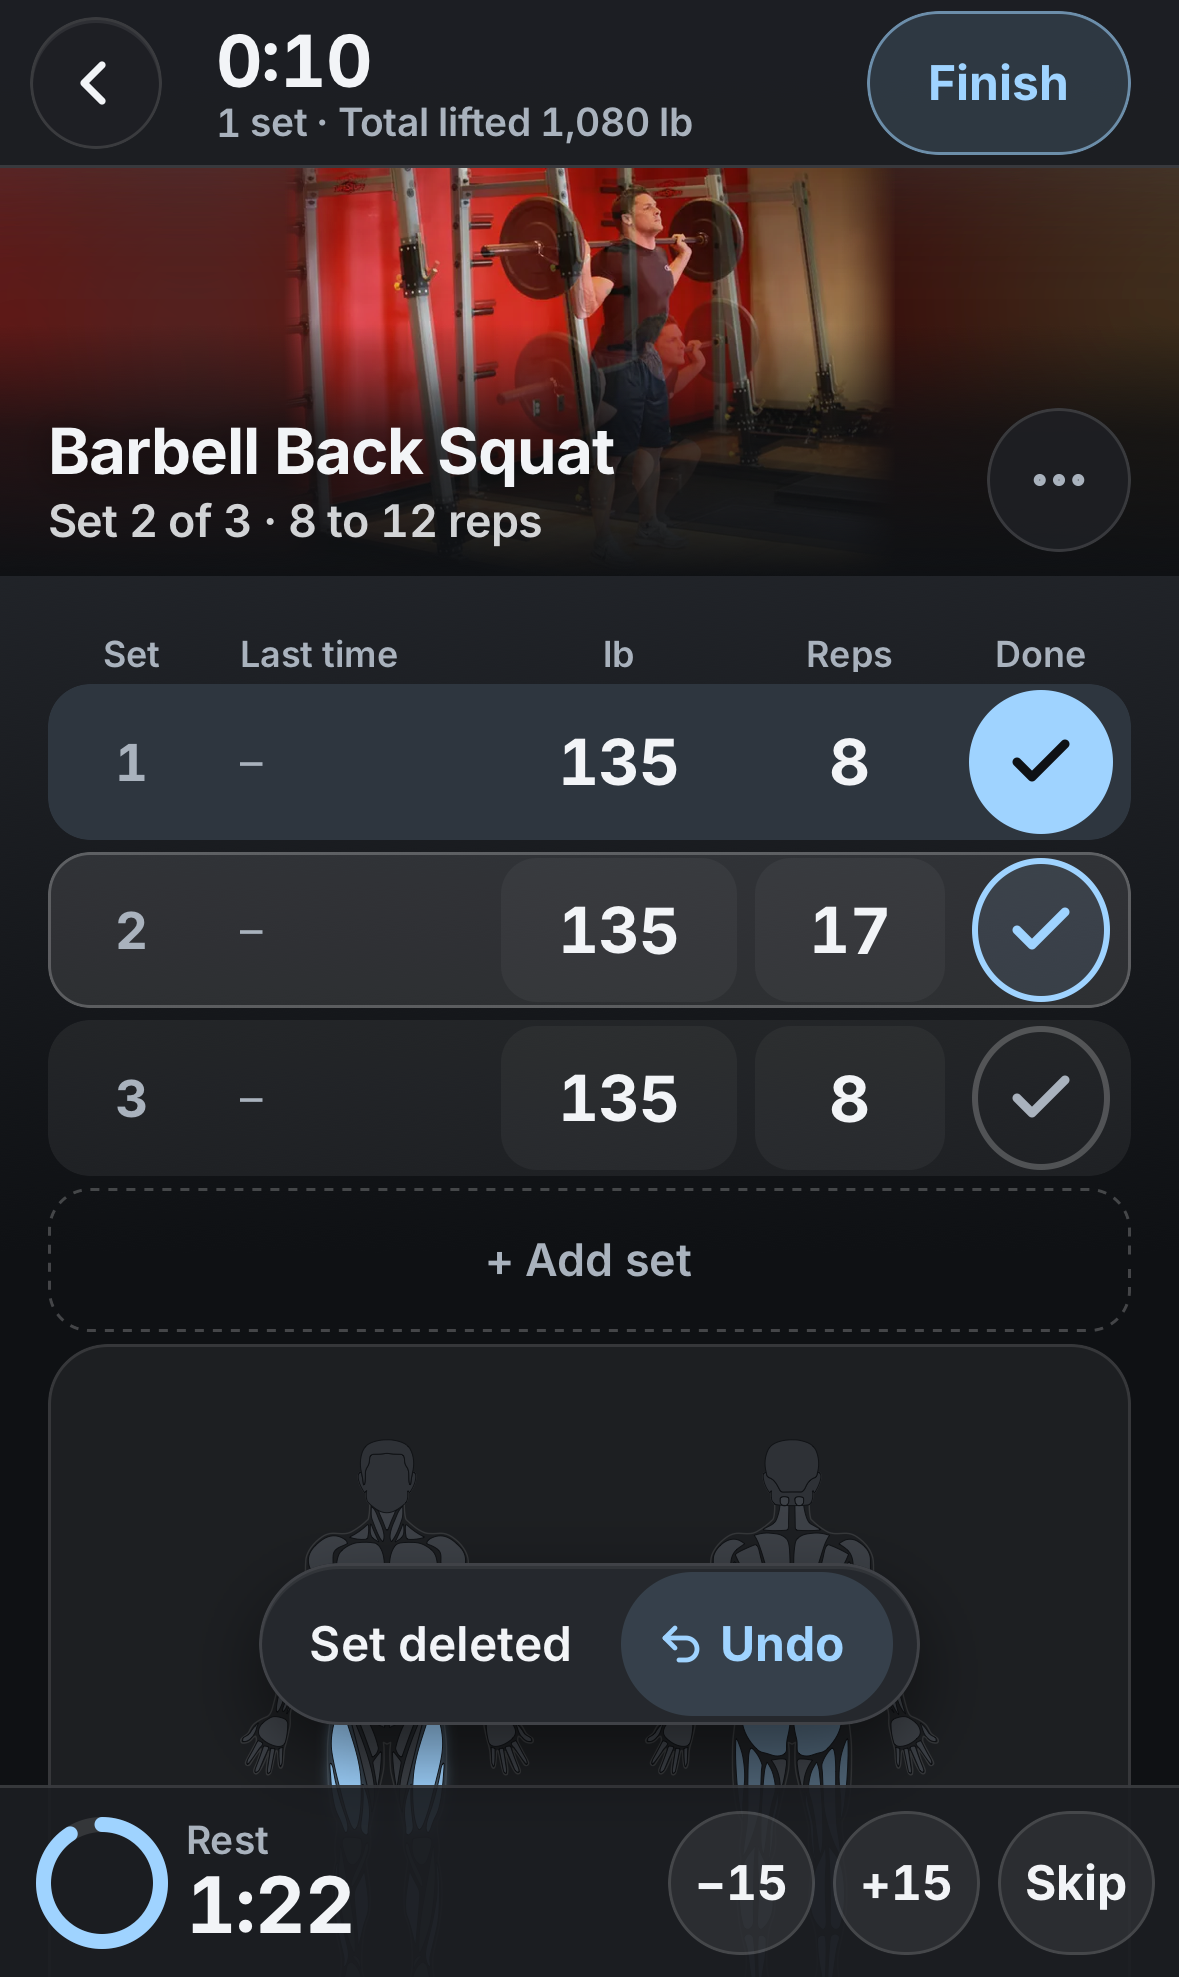 0:10
1 set · Total lifted 1,080 lb
Finish
Barbell Back Squat
Set 2 of 3 · 8 to 12 reps
Set Last time lb Reps Done
1 – 135 8
2 – 135 17
3 – 135 8
+ Add set
Set deleted Undo
Rest
1:22
−15 +15 Skip